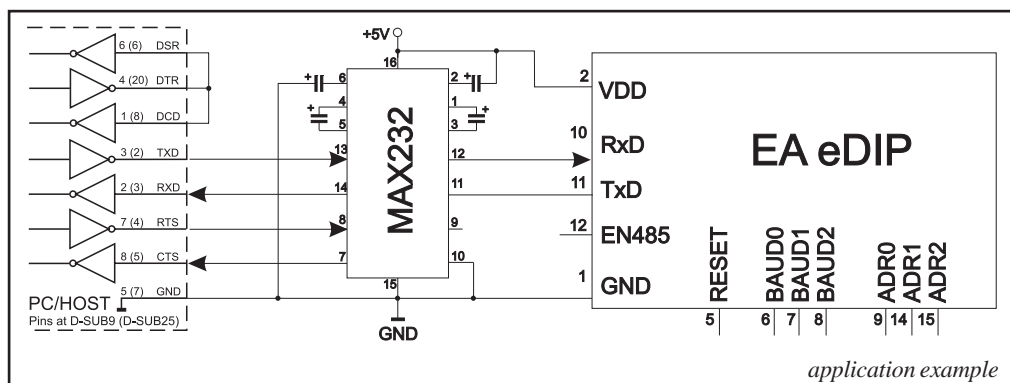 6 (6) DSR
4 (20) DTR
1 (8) DCD
3 (2) TXD
2 (3) RXD
7 (4) RTS
8 (5) CTS
5 (7) GND
PC/HOST
Pins at D-SUB9 (D-SUB25)
+5V
16
6
2
+
+
4
1
+
+
5
3
13
12
14
11
8
9
7
10
15
MAX232
GND
2
VDD
10
RxD
11
TxD
12
EN485
1
GND
EA eDIP
RESET
BAUD0
BAUD1
BAUD2
ADR0
ADR1
ADR2
5
6
7
8
9
14
15
application example